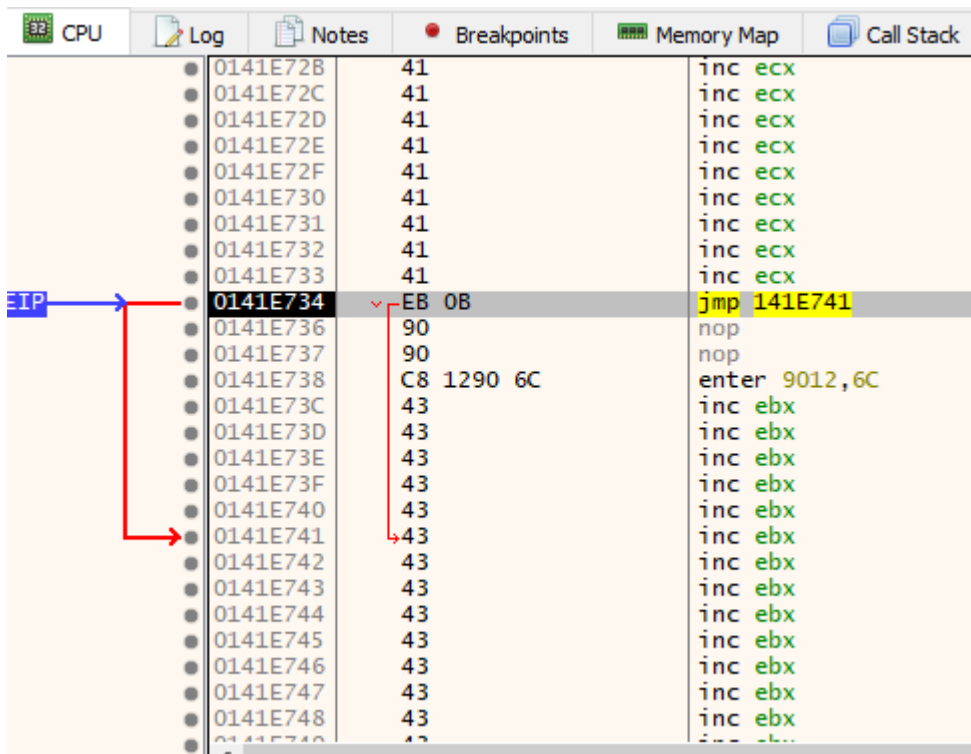 32 CPU Log Notes Breakpoints Memory Map Call Stack
0141E72B 41 inc ecx
0141E72C 41 inc ecx
0141E72D 41 inc ecx
0141E72E 41 inc ecx
0141E72F 41 inc ecx
0141E730 41 inc ecx
0141E731 41 inc ecx
0141E732 41 inc ecx
0141E733 41 inc ecx
EIP 0141E734 EB 0B jmp 141E741
0141E736 90 nop
0141E737 90 nop
0141E738 C8 1290 6C enter 9012,6C
0141E73C 43 inc ebx
0141E73D 43 inc ebx
0141E73E 43 inc ebx
0141E73F 43 inc ebx
0141E740 43 inc ebx
0141E741 43 inc ebx
0141E742 43 inc ebx
0141E743 43 inc ebx
0141E744 43 inc ebx
0141E745 43 inc ebx
0141E746 43 inc ebx
0141E747 43 inc ebx
0141E748 43 inc ebx